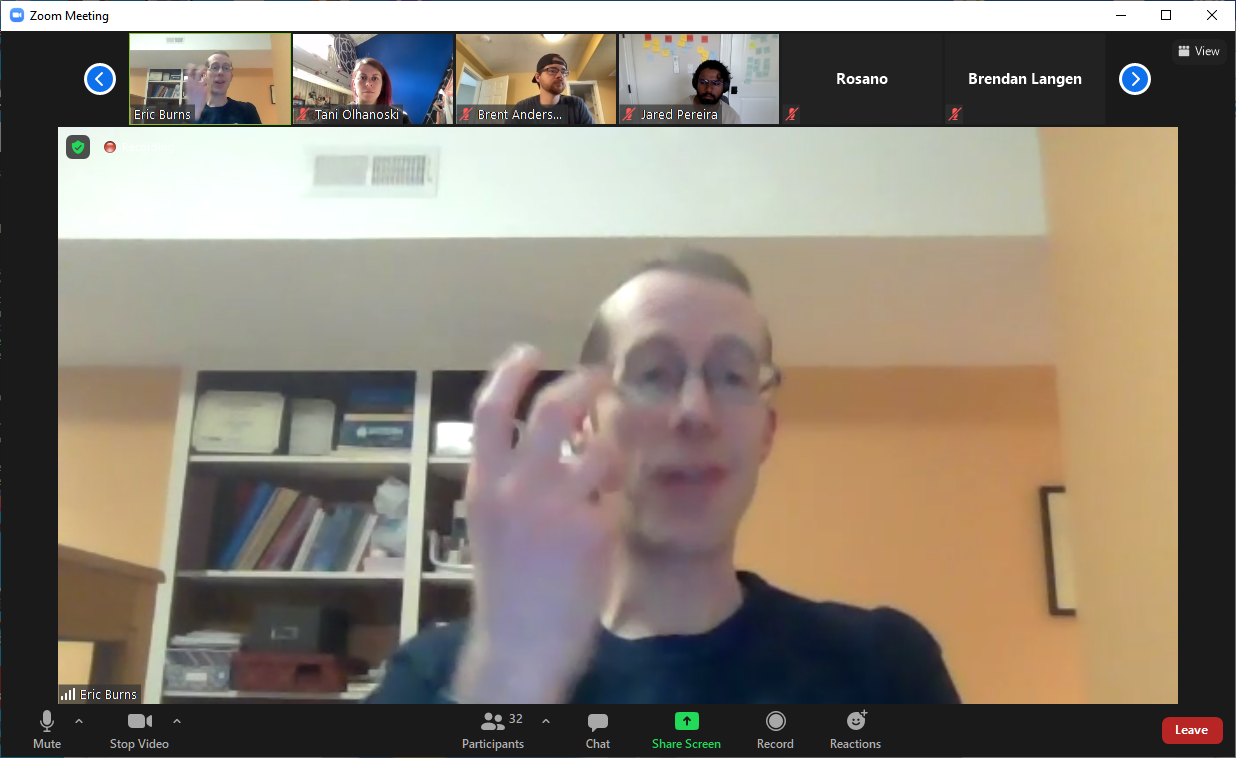 Zoom Meeting
View
Eric Burns
Tani Olhanoski
Brent Anders...
Jared Pereira
Rosano
Brendan Langen
Eric Burns
Mute
Stop Video
Participants
32
Chat
Share Screen
Record
Reactions
Leave